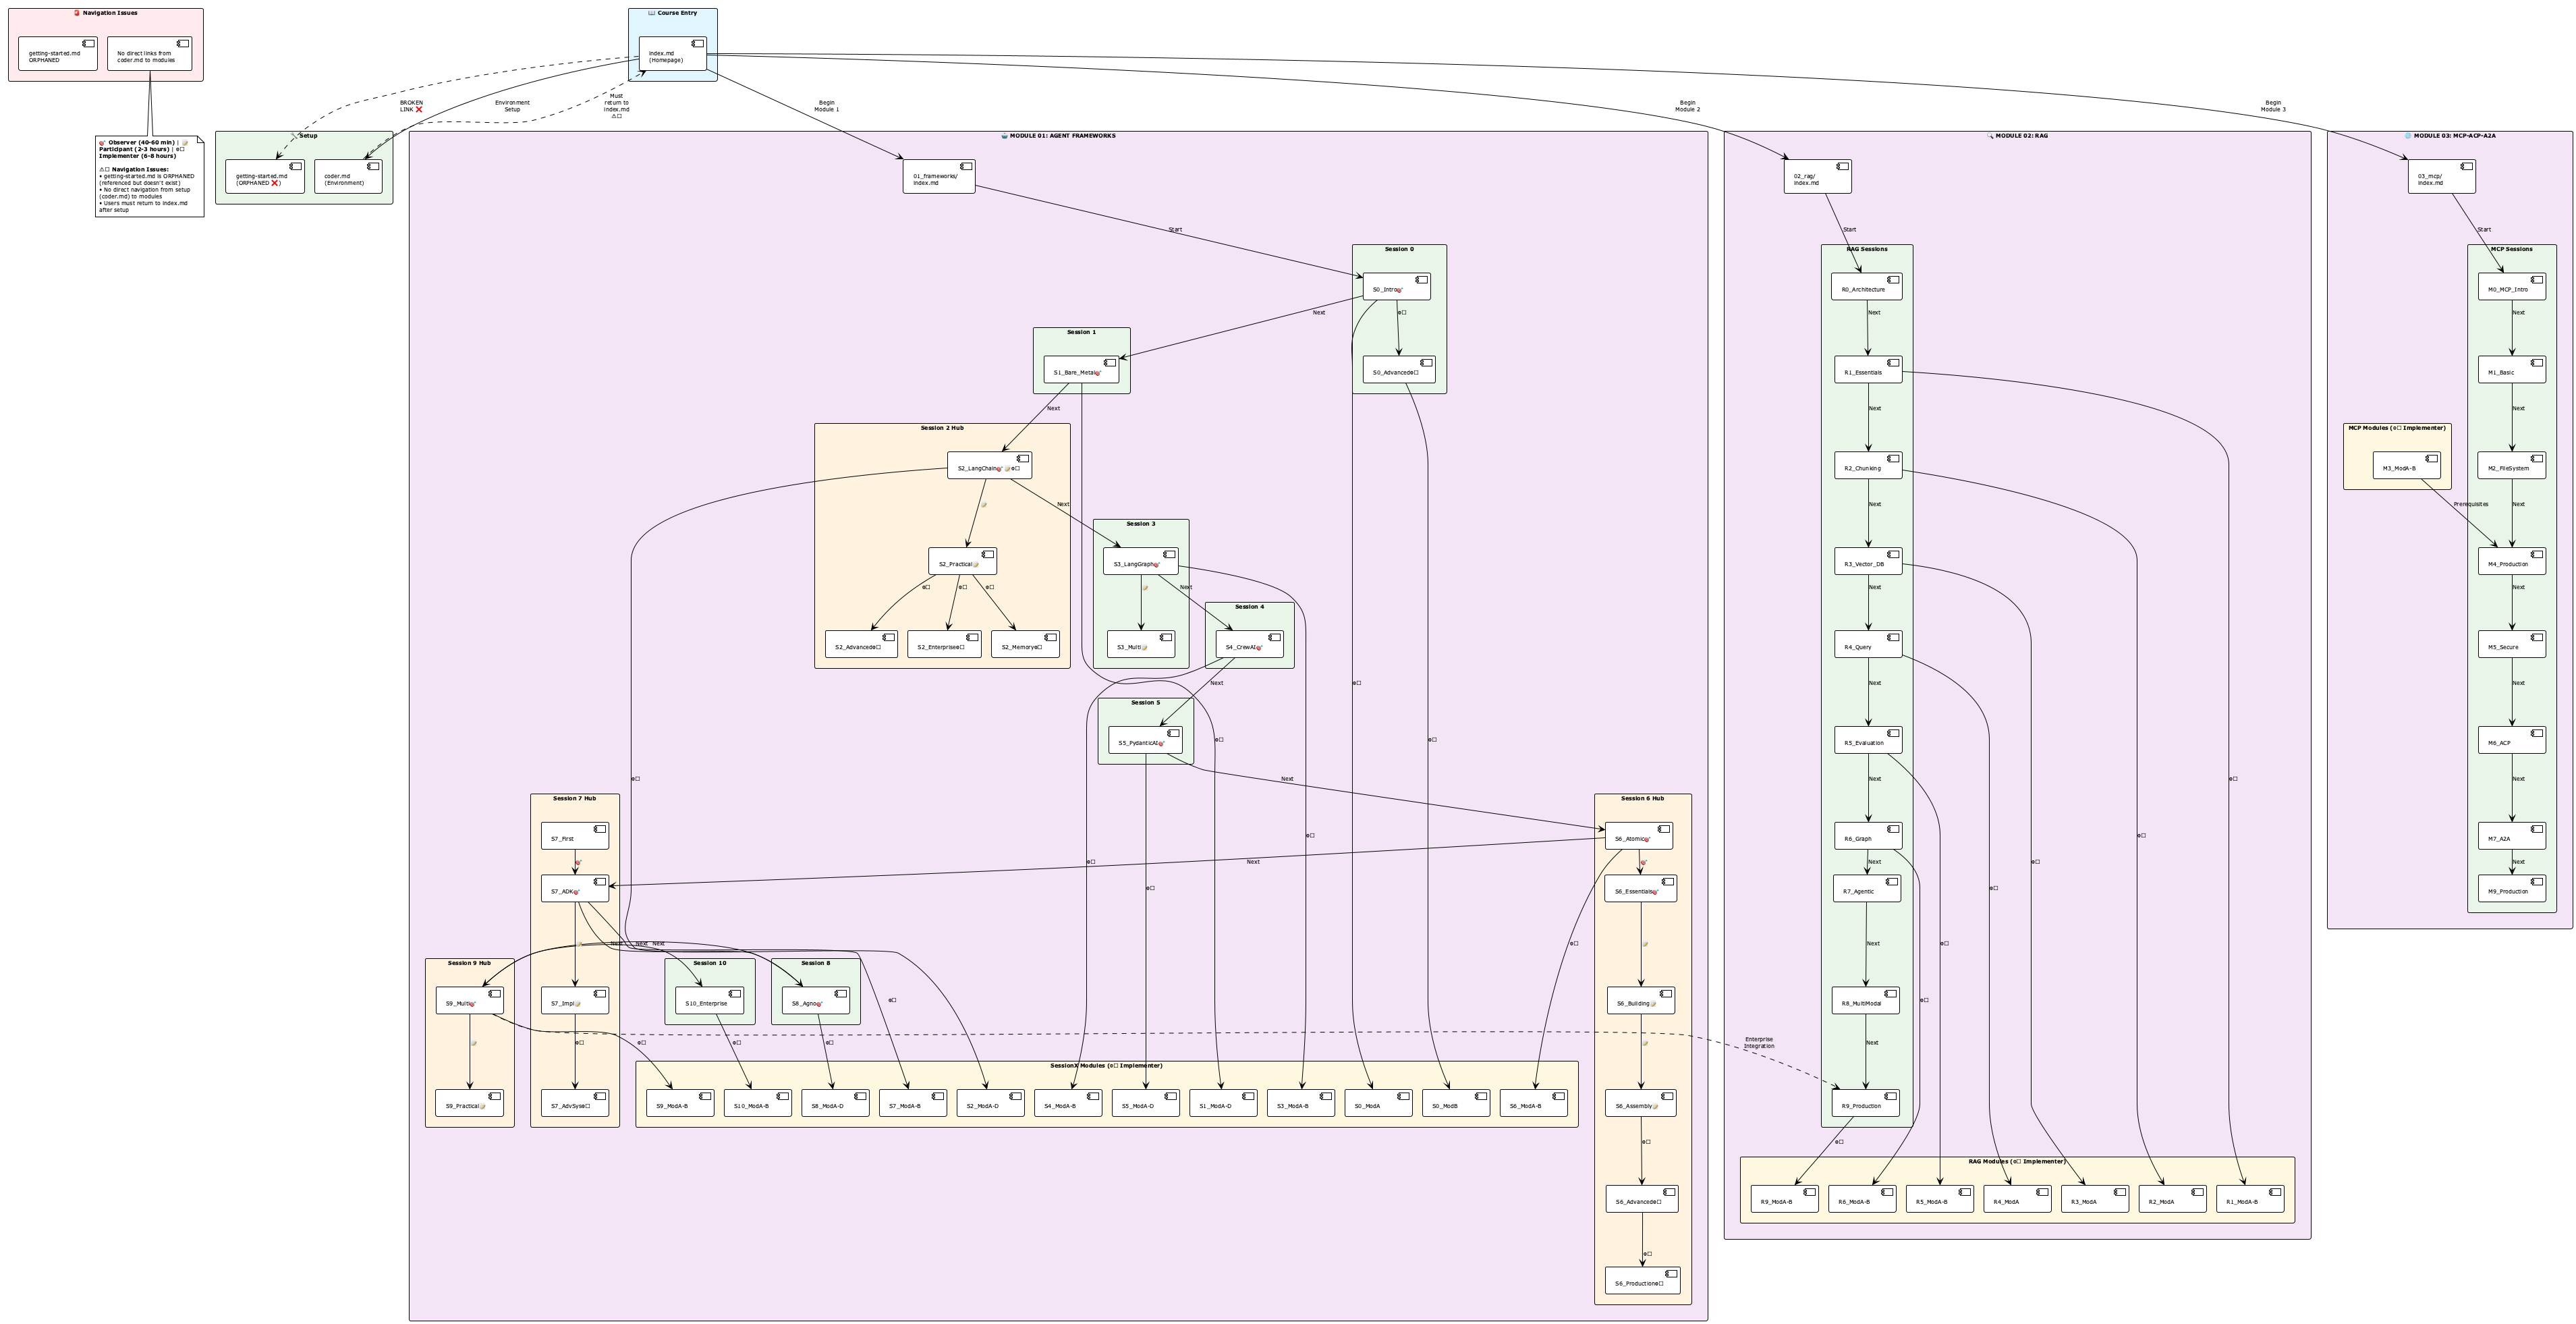 🚨 Navigation Issues
getting-started.md
ORPHANED
No direct links from
coder.md to modules
📖 Course Entry
index.md
(Homepage)
BROKEN
LINK ❌
Environment
Setup
Must
return to
index.md
⚠□
Begin
Module 1
Begin
Module 2
Begin
Module 3
🎯 Observer (40-60 min) | 📝
Participant (2-3 hours) | ⚙□
Implementer (6-8 hours)
⚠□ Navigation Issues:
• getting-started.md is ORPHANED
(referenced but doesn't exist)
• No direct navigation from setup
(coder.md) to modules
• Users must return to index.md
after setup
Setup
getting-started.md
(ORPHANED ❌)
coder.md
(Environment)
MODULE 01: AGENT FRAMEWORKS
01_frameworks/
index.md
Start
Session 0
S0_Intro🎯
Next
⚙□
S0_Advanced⚙□
Session 1
S1_Bare_Metal🎯
Next
Session 2 Hub
S2_LangChain🎯📝⚙□
📝
Next
S2_Practical📝
⚙□
⚙□
⚙□
S2_Advanced⚙□
S2_Enterprise⚙□
S2_Memory⚙□
Session 3
S3_LangGraph🎯
📝
Next
S3_Multi📝
Session 4
S4_CrewAI🎯
Next
⚙□
Session 5
S5_PydanticAI🎯
⚙□
⚙□
Next
⚙□
⚙□
⚙□
⚙□
Session 7 Hub
S7_First
🎯
S7_ADK🎯
Next
Session 6 Hub
S6_Atomic🎯
🎯
S6_Essentials🎯
📝
Next
Next
Next
⚙□
📝
Session 9 Hub
S9_Multi🎯
S7_Impl📝
Session 10
S10_Enterprise
Session 8
S8_Agno🎯
⚙□
S6_Building📝
📝
⚙□
⚙□
⚙□
⚙□
📝
SessionX Modules (⚙□ Implementer)
S9_Practical📝
S7_AdvSys⚙□
S9_ModA-B
S10_ModA-B
S8_ModA-D
S7_ModA-B
S2_ModA-D
S4_ModA-B
S5_ModA-D
S1_ModA-D
S3_ModA-B
S0_ModA
S0_ModB
S6_ModA-B
S6_Assembly📝
⚙□
S6_Advanced⚙□
⚙□
S6_Production⚙□
Enterprise
Integration
🔍 MODULE 02: RAG
02_rag/
index.md
Start
RAG Sessions
R0_Architecture
Next
R1_Essentials
Next
R2_Chunking
Next
R3_Vector_DB
Next
R4_Query
Next
R5_Evaluation
Next
⚙□
R6_Graph
Next
⚙□
⚙□
⚙□
R7_Agentic
Next
⚙□
R8_MultiModal
⚙□
Next
R9_Production
⚙□
RAG Modules (⚙□ Implementer)
R9_ModA-B
R6_ModA-B
R5_ModA-B
R4_ModA
R3_ModA
R2_ModA
R1_ModA-B
MODULE 03: MCP-ACP-A2A
03_mcp/
index.md
Start
MCP Sessions
M0_MCP_Intro
Next
M1_Basic
Next
MCP Modules (⚙□ Implementer)
M3_ModA-B
Prerequisites
M2_FileSystem
Next
M4_Production
Next
M5_Secure
Next
M6_ACP
Next
M7_A2A
Next
M9_Production